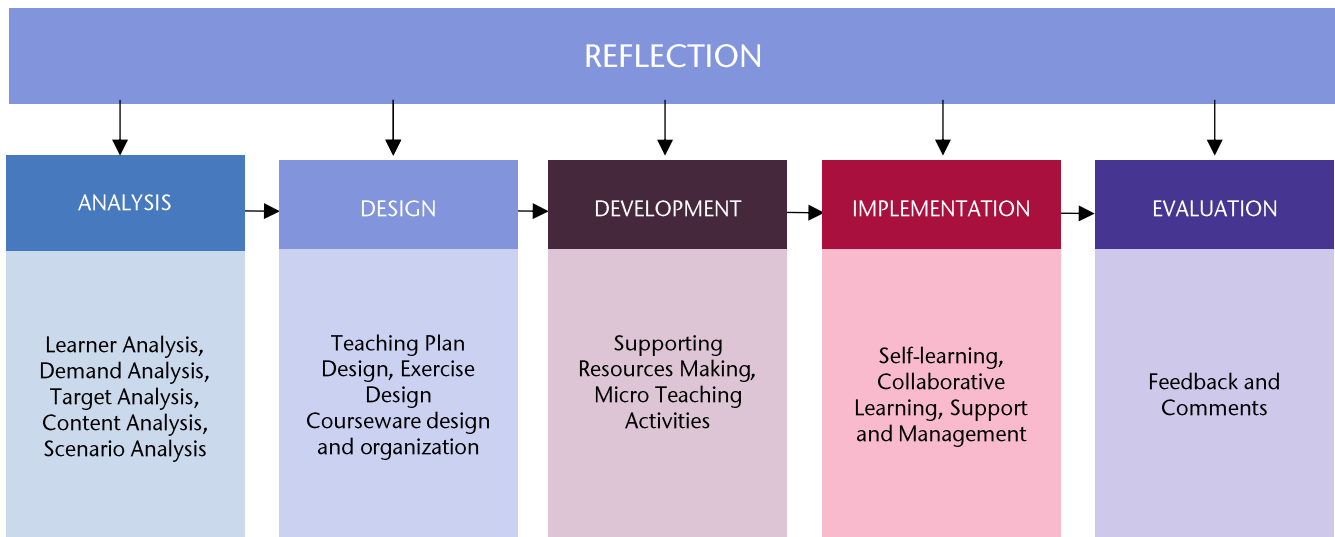 REFLECTION
ANALYSIS
Learner Analysis,
Demand Analysis,
Target Analysis,
Content Analysis,
Scenario Analysis
DESIGN
Teaching Plan
Design, Exercise
Design
Courseware design
and organization
DEVELOPMENT
Supporting
Resources Making,
Micro Teaching
Activities
IMPLEMENTATION
Self-learning,
Collaborative
Learning, Support
and Management
EVALUATION
Feedback and
Comments